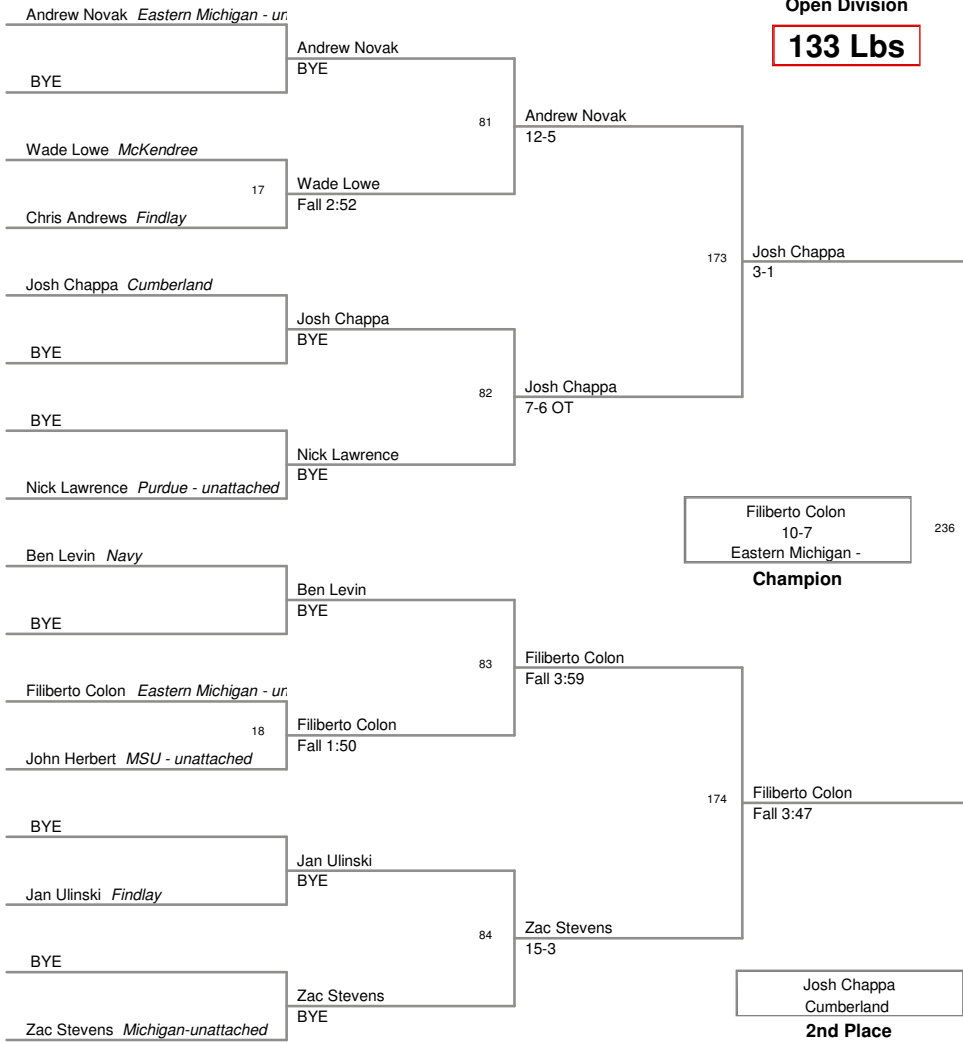 Open Division
133 Lbs
Andrew Novak Eastern Michigan - un
BYE
Andrew Novak
BYE
81
Andrew Novak
12-5
Wade Lowe McKendree
17
Chris Andrews Findlay
Wade Lowe
Fall 2:52
173
Josh Chappa
3-1
Josh Chappa Cumberland
BYE
Josh Chappa
BYE
82
Josh Chappa
7-6 OT
BYE
Nick Lawrence Purdue - unattached
Nick Lawrence
BYE
Filiberto Colon
10-7
Eastern Michigan -
236
Champion
Ben Levin Navy
BYE
Ben Levin
BYE
83
Filiberto Colon
Fall 3:59
Filiberto Colon Eastern Michigan - un
18
John Herbert MSU - unattached
Filiberto Colon
Fall 1:50
174
Filiberto Colon
Fall 3:47
BYE
Jan Ulinski Findlay
Jan Ulinski
BYE
84
Zac Stevens
15-3
BYE
Zac Stevens Michigan-unattached
Zac Stevens
BYE
Josh Chappa
Cumberland
2nd Place